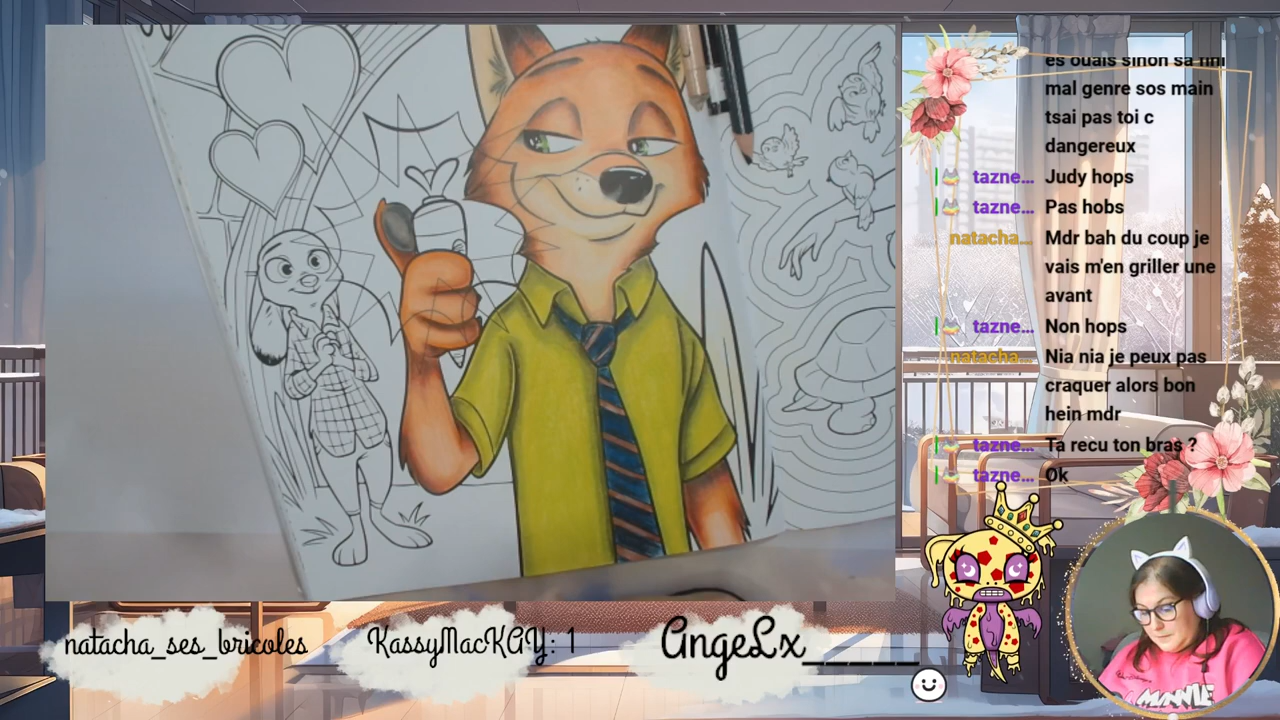 es ouais sinon sa fini
mal genre sos main
tsai pas toi c
dangereux
tazne... Judy hops
tazne... Pas hobs
natacha... Mdr bah du coup je
vais m'en griller une
avant
tazne... Non hops
natacha... Nia nia je peux pas
craquer alors bon
hein mdr
tazne... Ta recu ton bras ?
tazne... Ok
natacha_ses_bricoles
KassyMacKAY: 1
AngeLx______
MINNIE